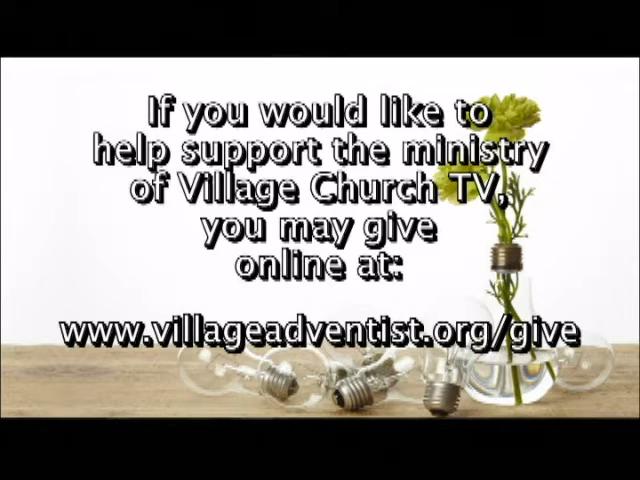 If you would like to
help support the ministry
of Village Church TV,
you may give
online at:
www.villageadventist.org/give